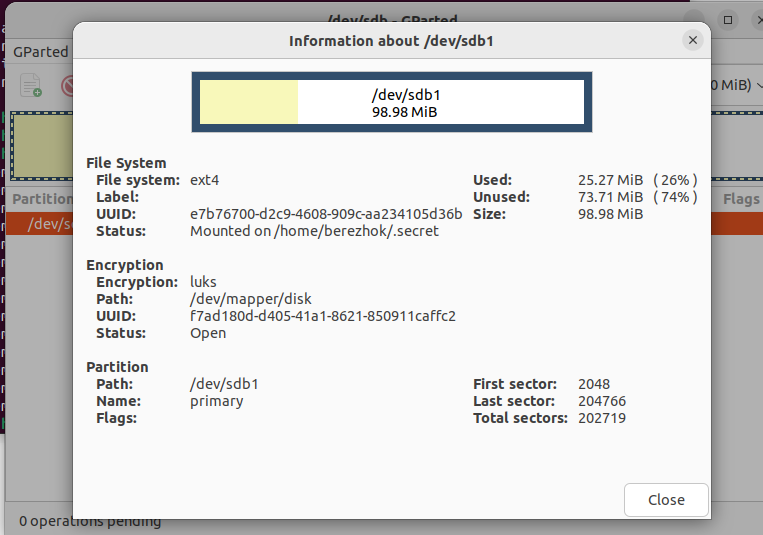 /dev/sdb - GParted
Information about /dev/sdb1
GParted
/dev/sdb1
98.98 MiB
0 MiB)
Partition
Flags
File System
File system: ext4
Used: 25.27 MiB ( 26% )
Label:
Unused: 73.71 MiB ( 74% )
UUID: e7b76700-d2c9-4608-909c-aa234105d36b
Size: 98.98 MiB
Status: Mounted on /home/berezhok/.secret
Encryption
Encryption: luks
Path: /dev/mapper/disk
UUID: f7ad180d-d405-41a1-8621-850911caffc2
Status: Open
Partition
Path: /dev/sdb1
First sector: 2048
Name: primary
Last sector: 204766
Flags:
Total sectors: 202719
Close
0 operations pending